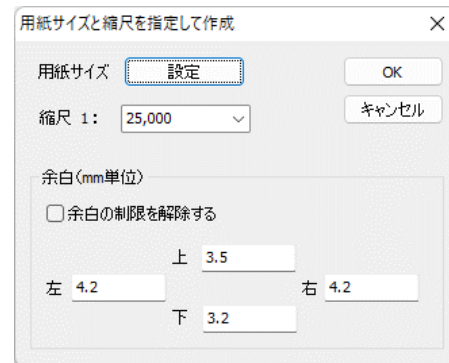 用紙サイズと縮尺を指定して作成
用紙サイズ 設定 OK
縮尺 1: 25,000 キャンセル
余白(mm単位)
余白の制限を解除する
上 3.5
左 4.2 右 4.2
下 3.2